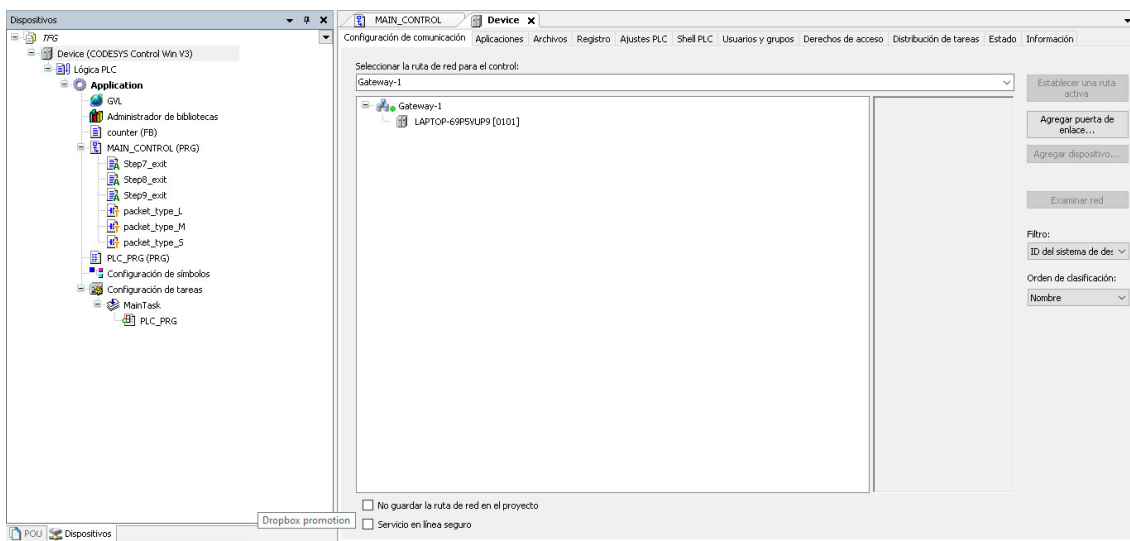 Dispositivos
TFG
Device (CODESYS Control Win V3)
Lógica PLC
Application
GVL
Administrador de bibliotecas
counter (FB)
MAIN_CONTROL (PRG)
Step7_exit
Step8_exit
Step9_exit
packet_type_L
packet_type_M
packet_type_S
PLC_PRG (PRG)
Configuración de símbolos
Configuración de tareas
MainTask
PLC_PRG
POU
Dispositivos
Dropbox promotion
MAIN_CONTROL
Device
Configuración de comunicación
Aplicaciones
Archivos
Registro
Ajustes PLC
Shell PLC
Usuarios y grupos
Derechos de acceso
Distribución de tareas
Estado
Información
Seleccionar la ruta de red para el control:
Gateway-1
Gateway-1
LAPTOP-69P5VUP9 [0101]
Establecer una ruta
activa
Agregar puerta de
enlace...
Agregar dispositivo...
Examinar red
Filtro:
ID del sistema de des
Orden de clasificación:
Nombre
No guardar la ruta de red en el proyecto
Servicio en línea seguro